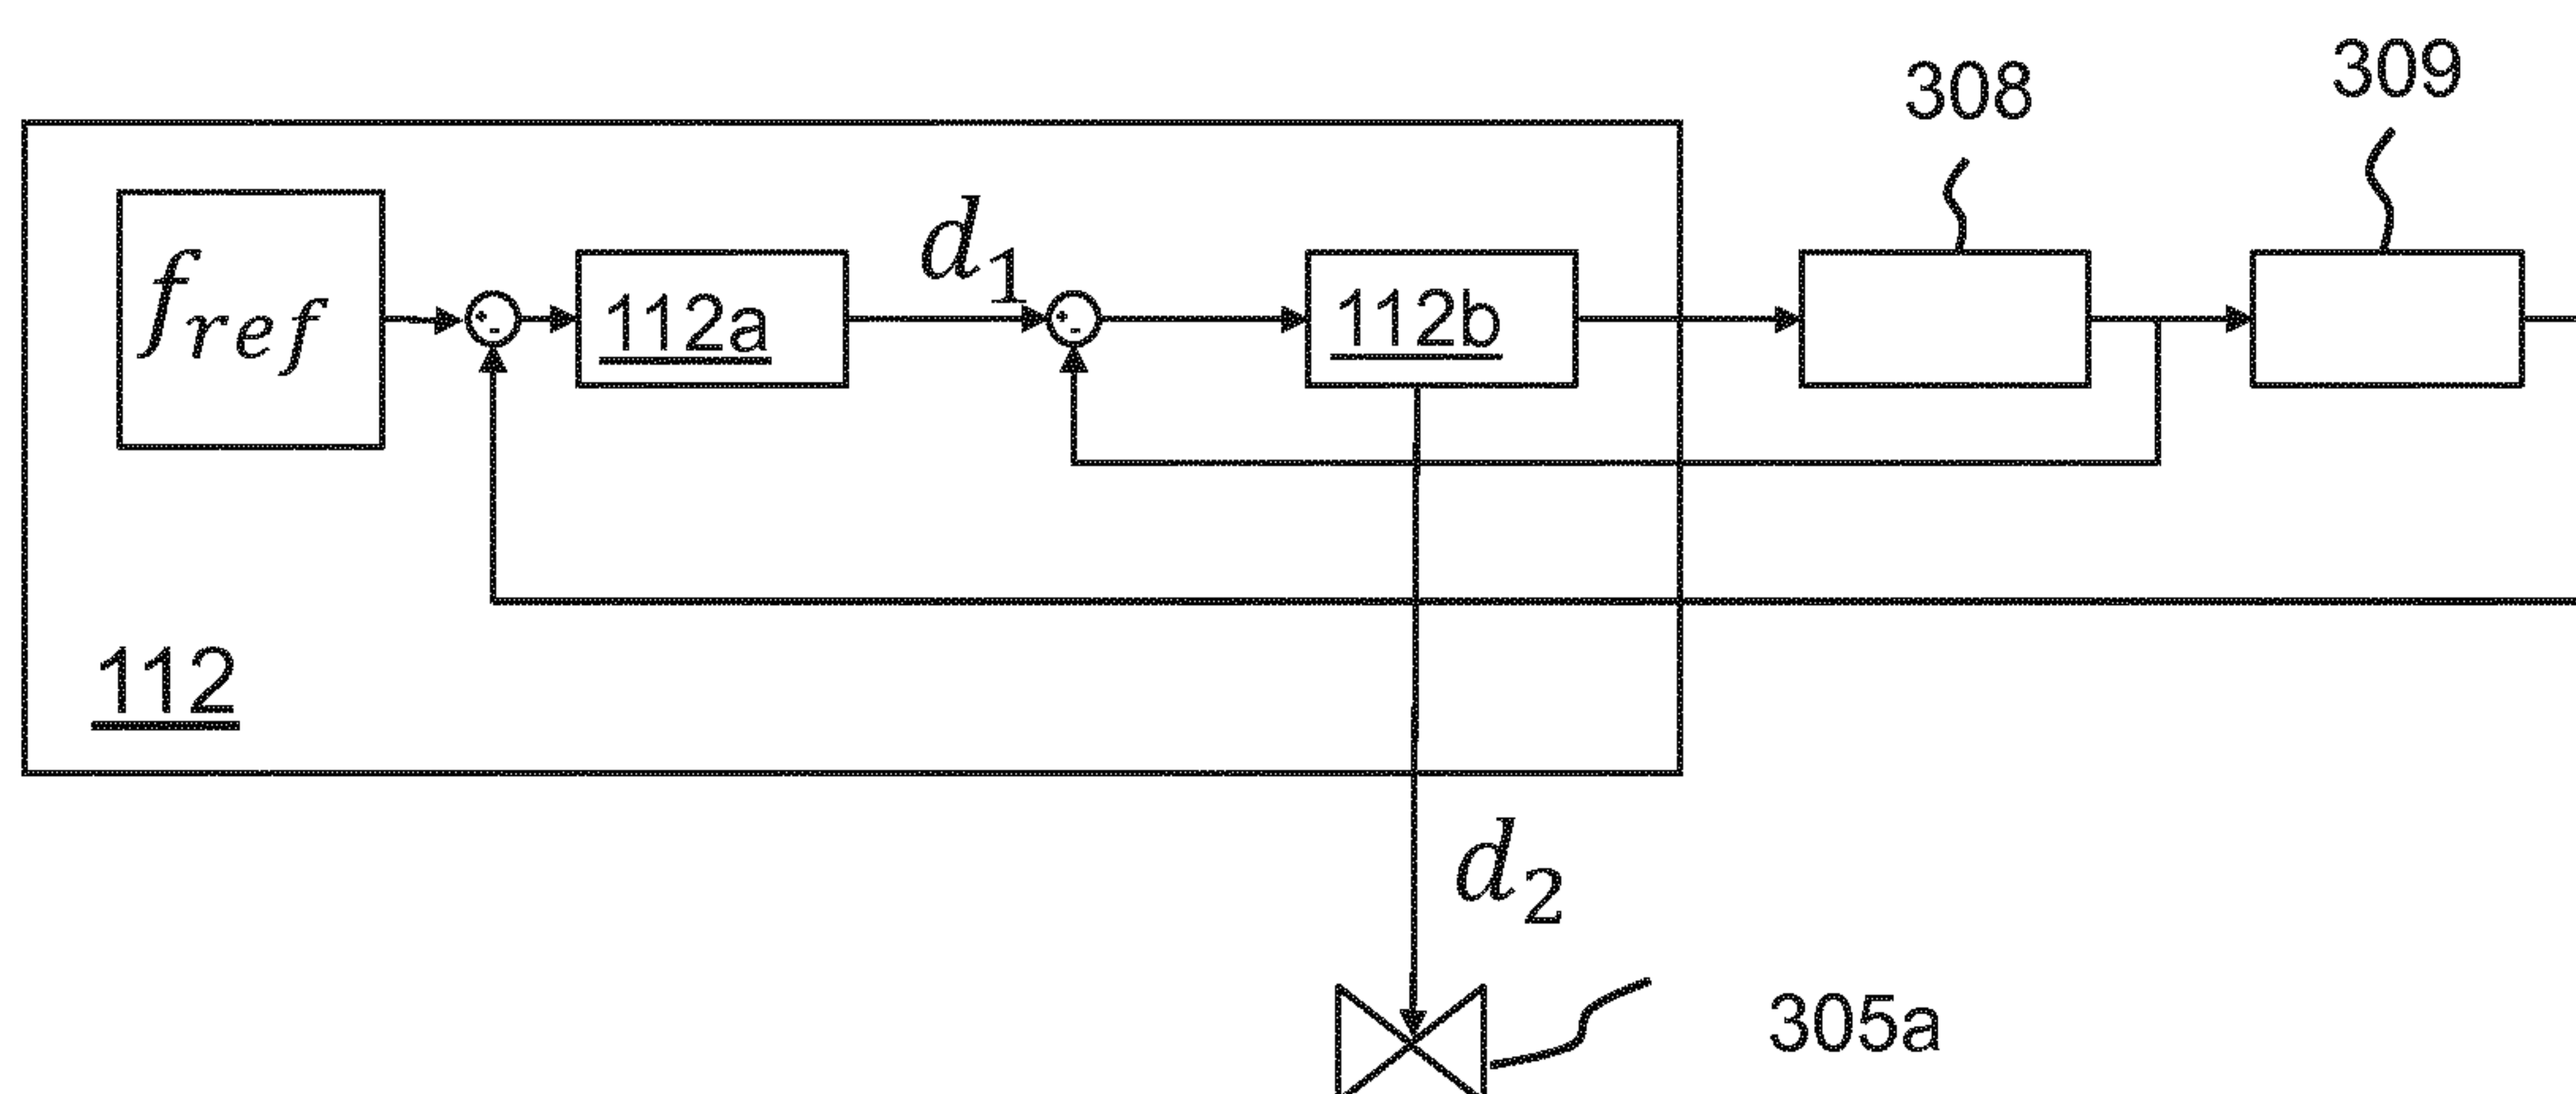 309
308
f_ref
+
-
112a
d_1
+
-
112b
112
d_2
305a